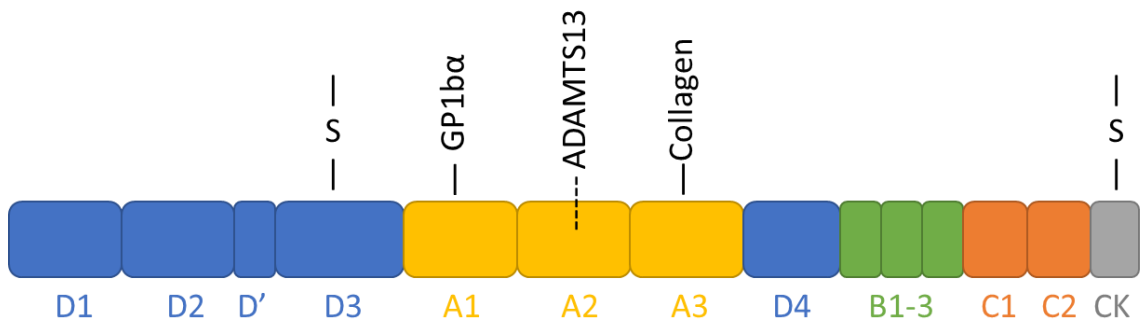 S
GP1bα
ADAMTS13
Collagen
S
D1 D2 D’ D3 A1 A2 A3 D4 B1-3 C1 C2 CK